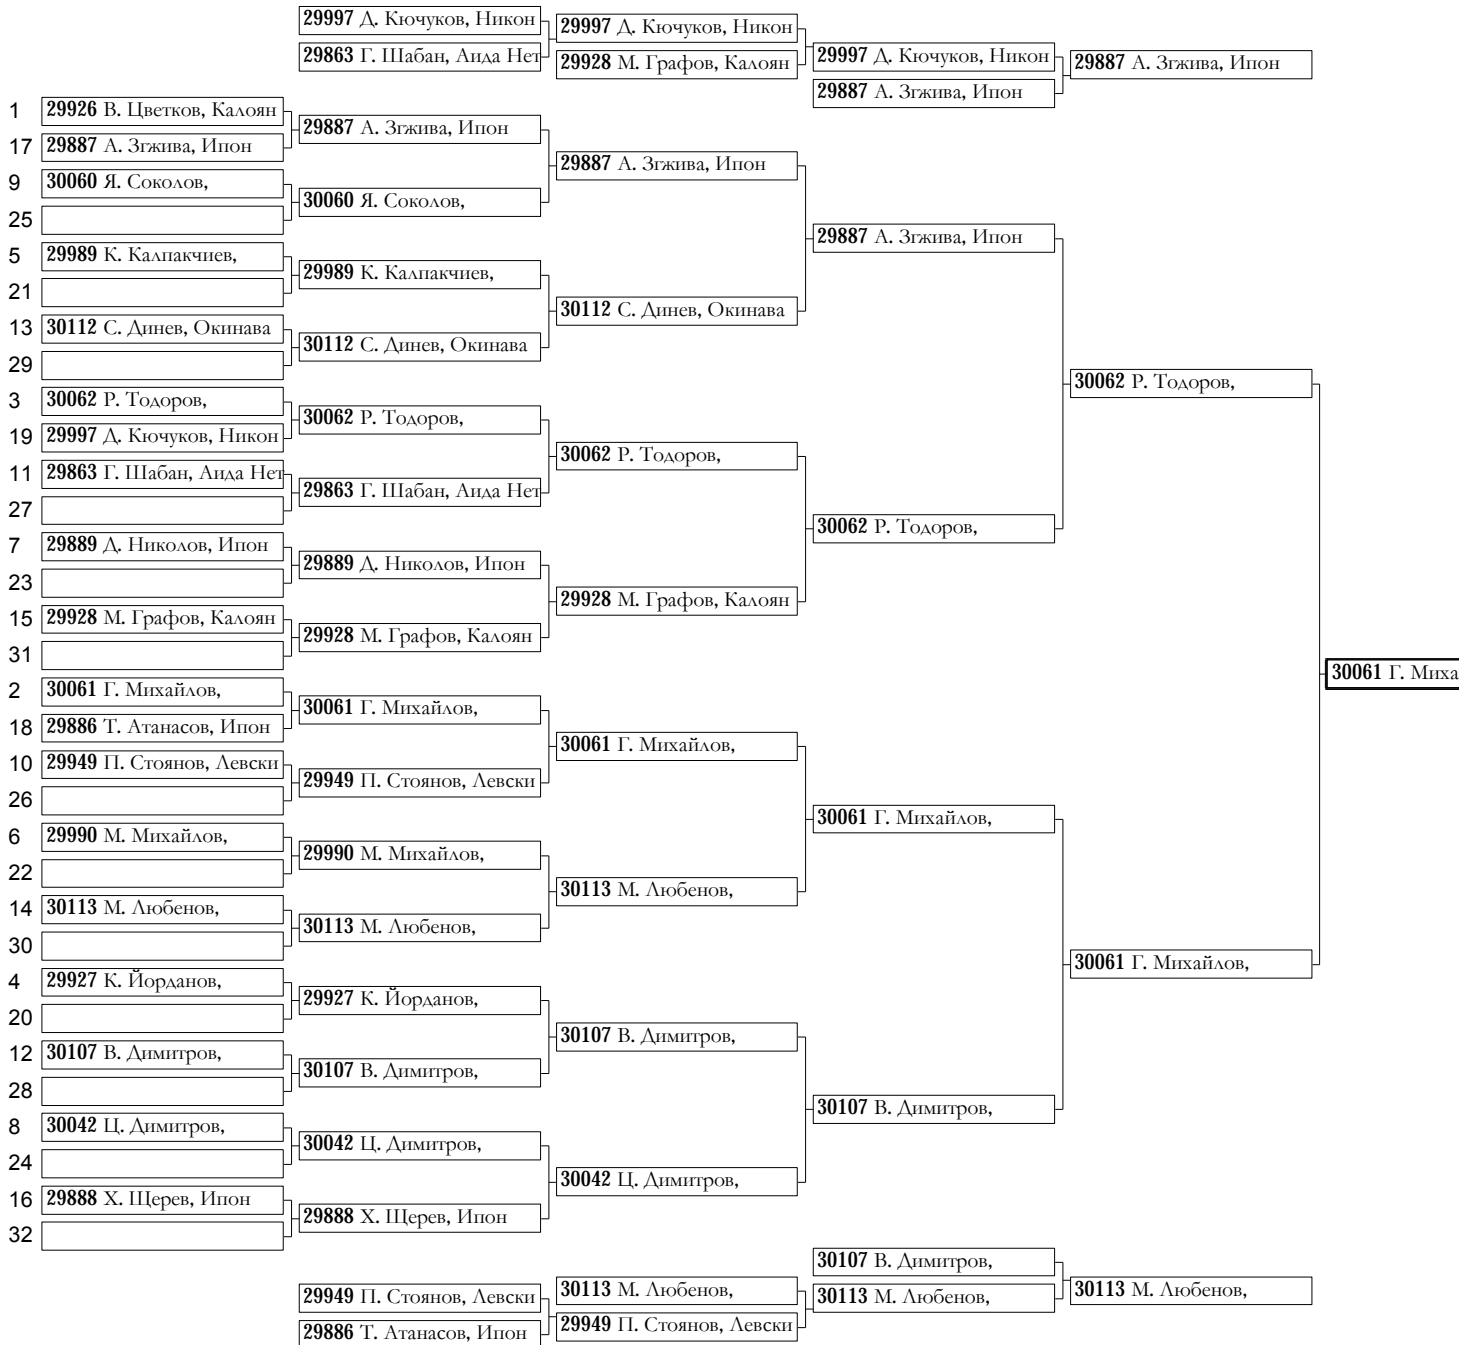 29997 Д. Кючуков, Никон
29863 Г. Шабан, Аида Нет
29997 Д. Кючуков, Никон
29928 М. Графов, Калоян
29997 Д. Кючуков, Никон
29887 А. Згжива, Ипон
29887 А. Згжива, Ипон
1 29926 В. Цветков, Калоян
17 29887 А. Згжива, Ипон
9 30060 Я. Соколов,
25
5 29989 К. Калпакчиев,
21
13 30112 С. Динев, Окинава
29
3 30062 Р. Тодоров,
19 29997 Д. Кючуков, Никон
11 29863 Г. Шабан, Аида Нет
27
7 29889 Д. Николов, Ипон
23
15 29928 М. Графов, Калоян
31
2 30061 Г. Михайлов,
18 29886 Т. Атанасов, Ипон
10 29949 П. Стоянов, Левски
26
6 29990 М. Михайлов,
22
14 30113 М. Любенов,
30
4 29927 К. Йорданов,
20
12 30107 В. Димитров,
28
8 30042 Ц. Димитров,
24
16 29888 Х. Щерев, Ипон
32
29887 А. Згжива, Ипон
30060 Я. Соколов,
29989 К. Калпакчиев,
30112 С. Динев, Окинава
30062 Р. Тодоров,
29863 Г. Шабан, Аида Нет
29889 Д. Николов, Ипон
29928 М. Графов, Калоян
30061 Г. Михайлов,
29949 П. Стоянов, Левски
29990 М. Михайлов,
30113 М. Любенов,
29927 К. Йорданов,
30107 В. Димитров,
30042 Ц. Димитров,
29888 Х. Щерев, Ипон
29887 А. Згжива, Ипон
30112 С. Динев, Окинава
30062 Р. Тодоров,
29928 М. Графов, Калоян
30061 Г. Михайлов,
30113 М. Любенов,
30107 В. Димитров,
30042 Ц. Димитров,
29887 А. Згжива, Ипон
30062 Р. Тодоров,
30061 Г. Михайлов,
30107 В. Димитров,
30062 Р. Тодоров,
30061 Г. Михайлов,
30061 Г. Миха
29949 П. Стоянов, Левски
29886 Т. Атанасов, Ипон
30113 М. Любенов,
29949 П. Стоянов, Левски
30107 В. Димитров,
30113 М. Любенов,
30113 М. Любенов,